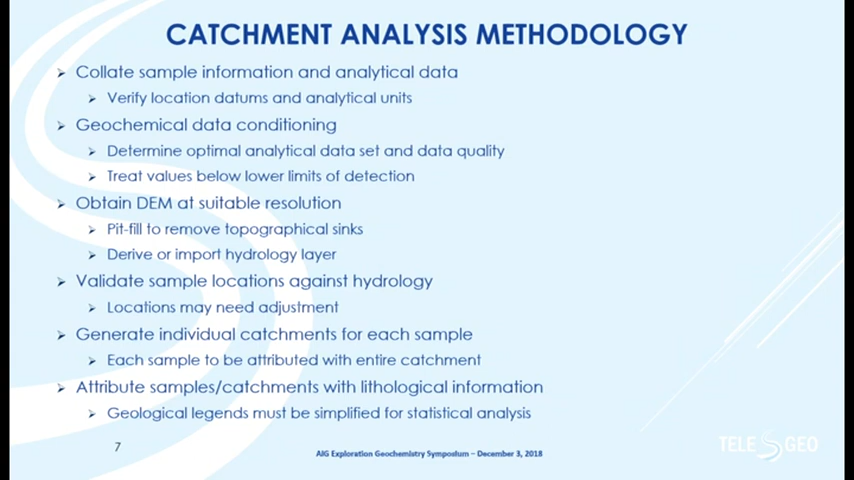 CATCHMENT ANALYSIS METHODOLOGY
Collate sample information and analytical data
Verify location datums and analytical units
Geochemical data conditioning
Determine optimal analytical data set and data quality
Treat values below lower limits of detection
Obtain DEM at suitable resolution
Pit-fill to remove topographical sinks
Derive or import hydrology layer
Validate sample locations against hydrology
Locations may need adjustment
Generate individual catchments for each sample
Each sample to be attributed with entire catchment
Attribute samples/catchments with lithological information
Geological legends must be simplified for statistical analysis
7
AIG Exploration Geochemistry Symposium – December 3, 2018
TELE GEO